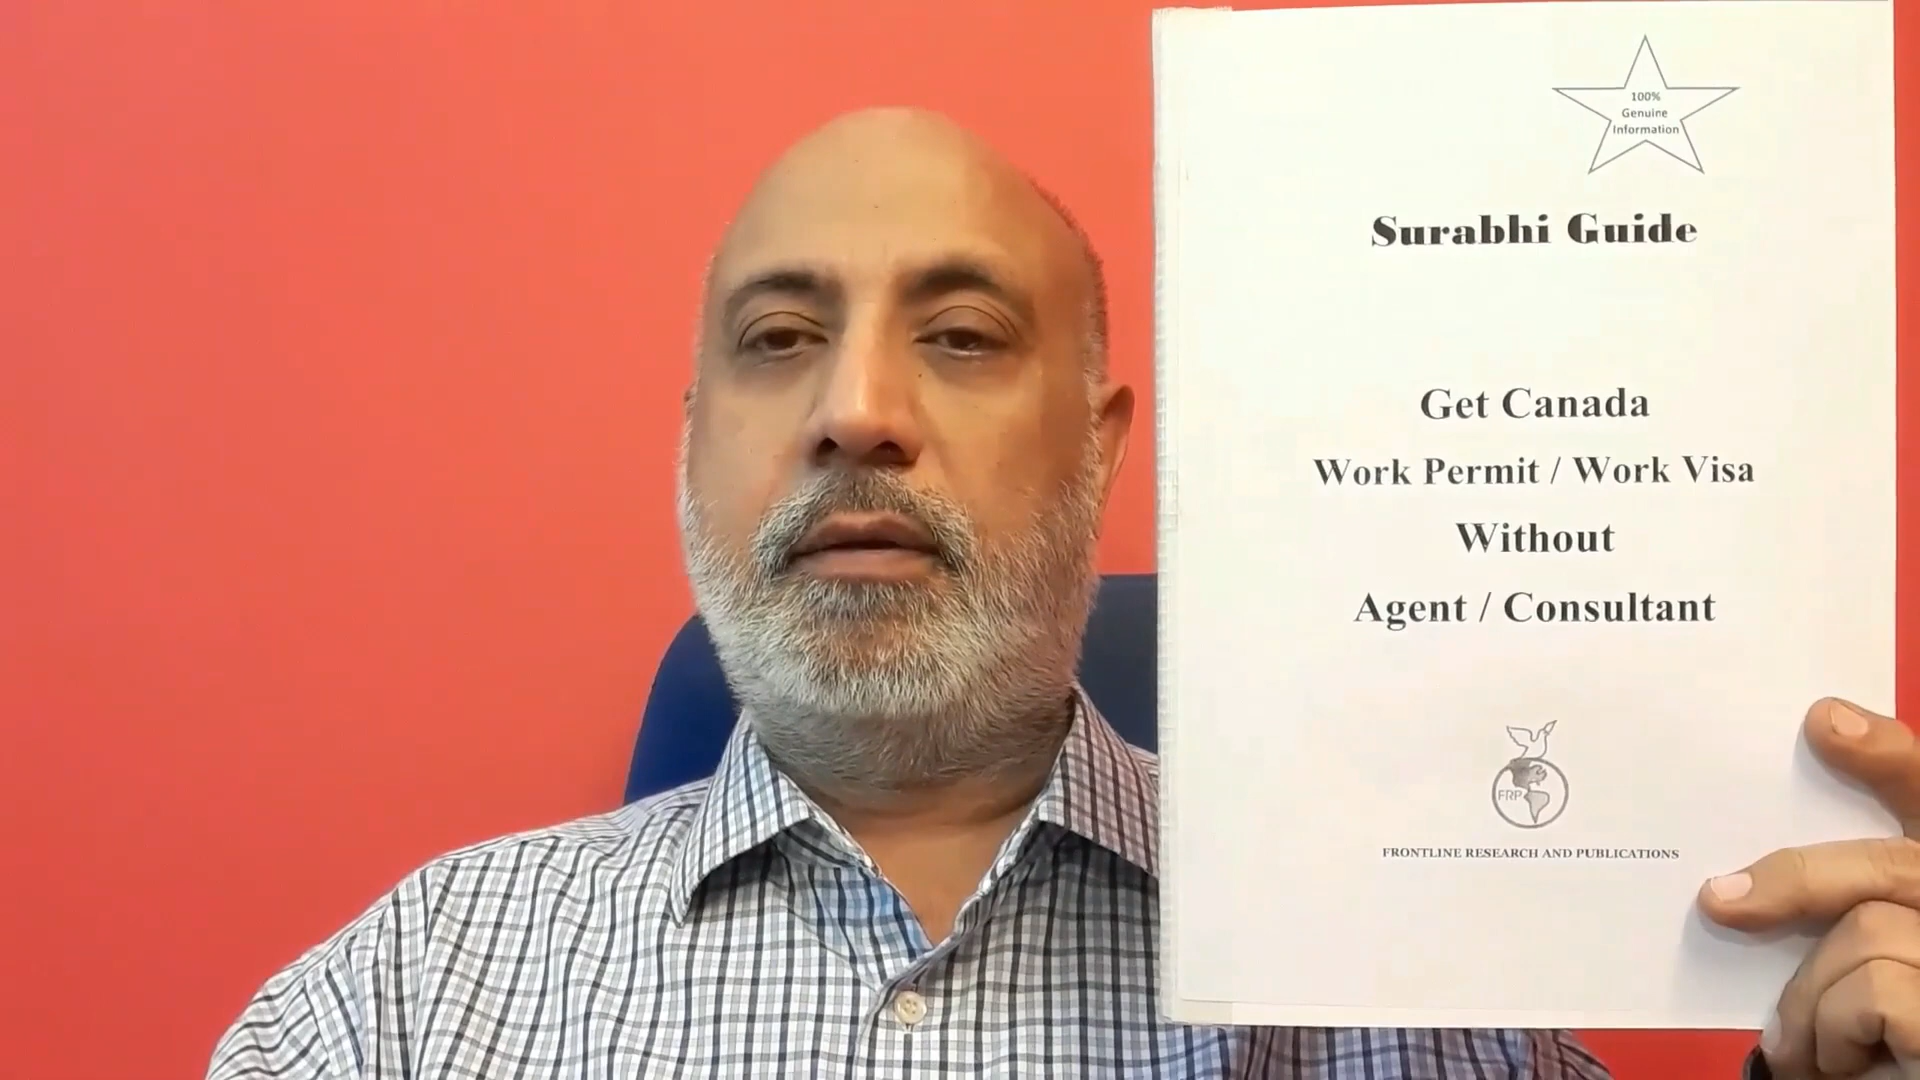 100%
Genuine
Information
Surabhi Guide
Get Canada
Work Permit / Work Visa
Without
Agent / Consultant
FRP
FRONTLINE RESEARCH AND PUBLICATIONS